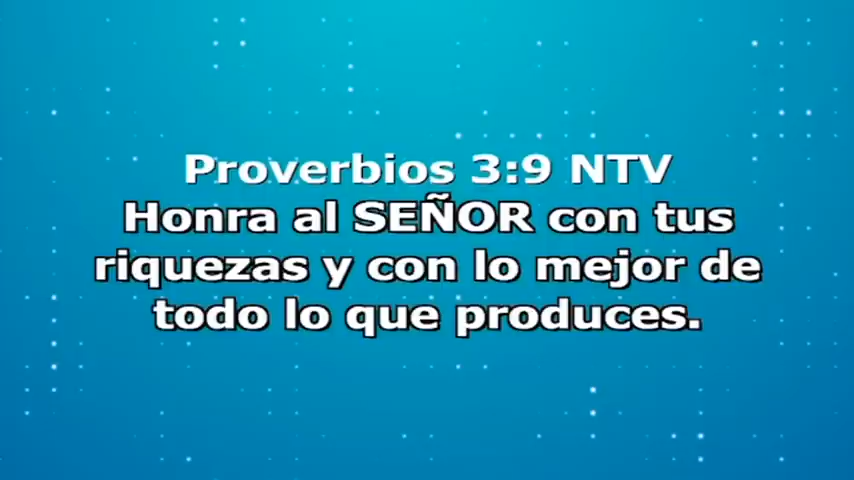 Proverbios 3:9 NTV
Honra al SEÑOR con tus
riquezas y con lo mejor de
todo lo que produces.